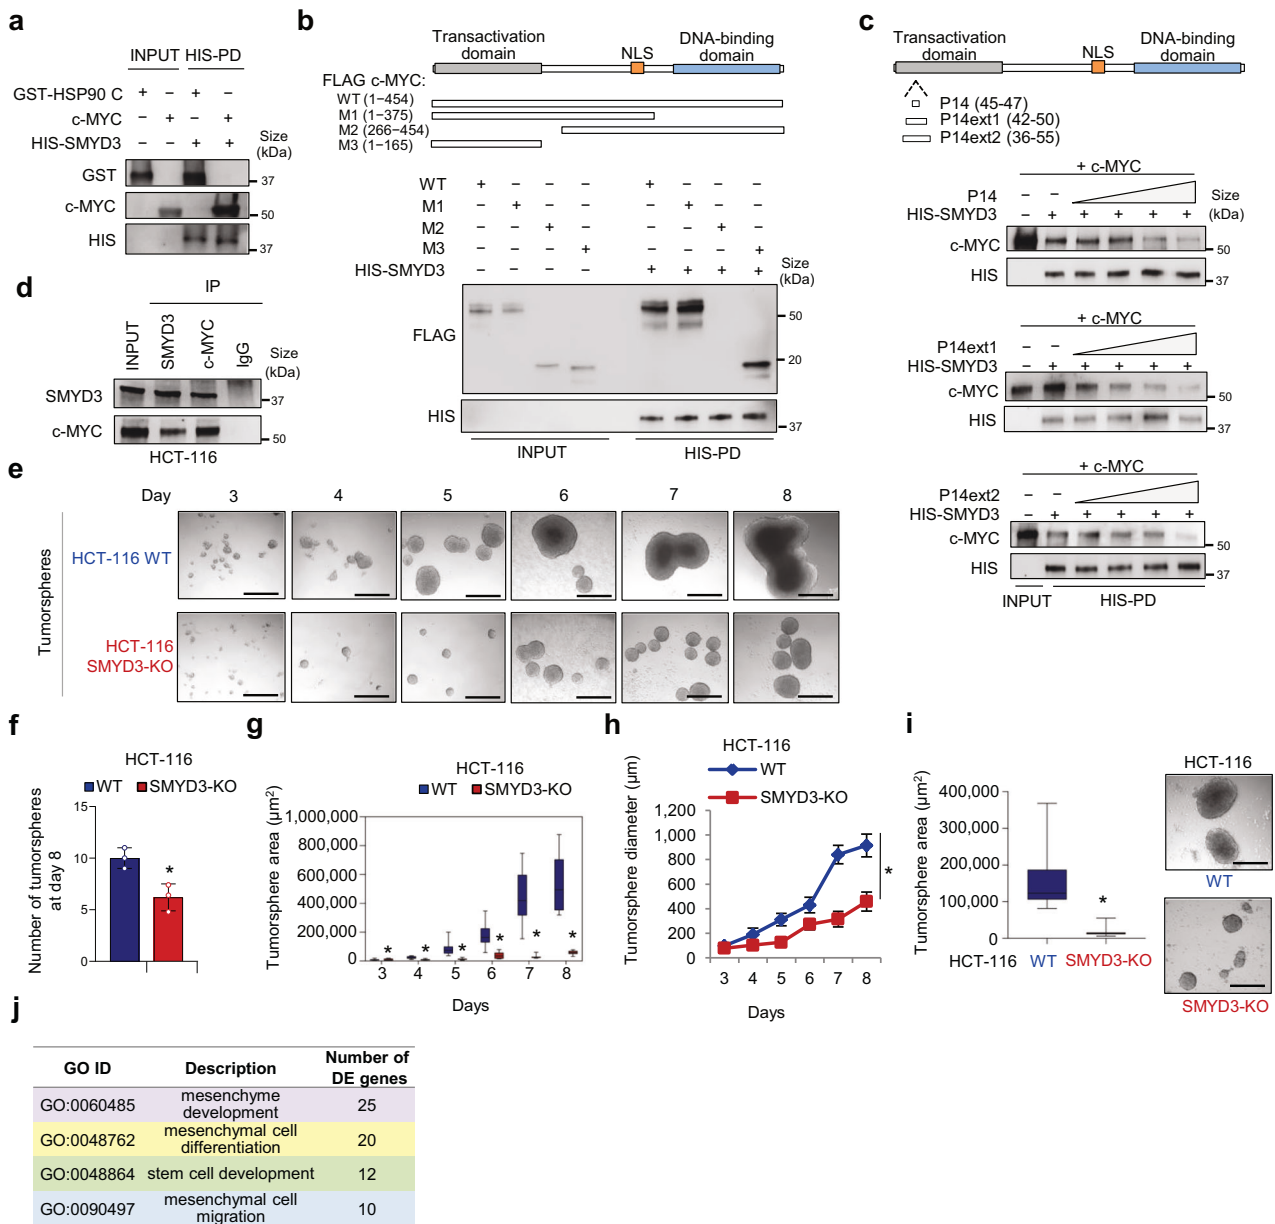 a
INPUT HIS-PD
GST-HSP90 C + − + −
c-MYC − + − +
HIS-SMYD3 − − + +
Size
(kDa)
GST
37
c-MYC
50
HIS
37
b
Transactivation
domain
NLS
DNA-binding
domain
FLAG c-MYC:
WT (1−454)
M1 (1−375)
M2 (266−454)
M3 (1−165)
WT + − − − + − − −
M1 − + − − − + − −
M2 − − + − − − + −
M3 − − − + − − − +
HIS-SMYD3 − − − − + + + +
Size
(kDa)
FLAG
50
20
HIS
37
INPUT HIS-PD
c
Transactivation
domain
NLS
DNA-binding
domain
P14 (45-47)
P14ext1 (42-50)
P14ext2 (36-55)
+ c-MYC
P14 − −
Size
(kDa)
HIS-SMYD3 − + + + + +
c-MYC
50
HIS
37
+ c-MYC
P14ext1 − −
HIS-SMYD3 − + + + + +
c-MYC
50
HIS
37
+ c-MYC
P14ext2 − −
HIS-SMYD3 − + + + + +
c-MYC
50
HIS
37
INPUT HIS-PD
d
IP
INPUT
SMYD3
c-MYC
IgG
Size
(kDa)
SMYD3
37
c-MYC
50
HCT-116
e
Day 3 4 5 6 7 8
Tumorspheres
HCT-116 WT
HCT-116
SMYD3-KO
f
HCT-116
WT SMYD3-KO
Number of tumorspheres
at day 8
15
10
5
0
*
g
HCT-116
WT SMYD3-KO
Tumorsphere area (µm²)
1,000,000
800,000
600,000
400,000
200,000
0
* * * * * *
3 4 5 6 7 8
Days
h
HCT-116
WT
SMYD3-KO
Tumorsphere diameter (µm)
1,200
1,000
800
600
400
200
0
*
3 4 5 6 7 8
Days
i
Tumorsphere area (µm²)
400,000
200,000
100,000
0
*
HCT-116 WT SMYD3-KO
HCT-116
WT
SMYD3-KO
j
GO ID Description Number of
DE genes
GO:0060485 mesenchyme
development 25
GO:0048762 mesenchymal cell
differentiation 20
GO:0048864 stem cell development 12
GO:0090497 mesenchymal cell
migration 10